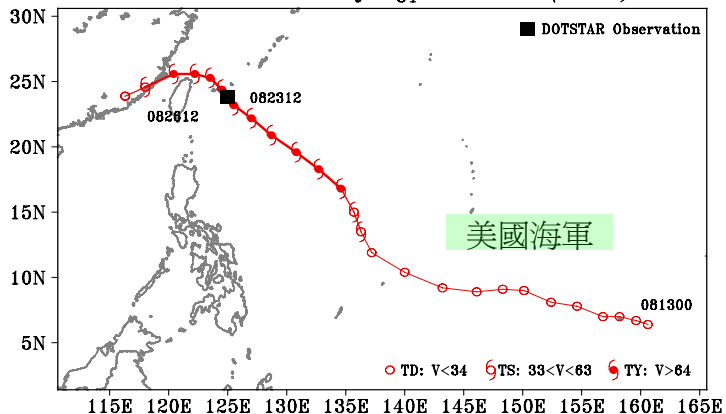 30N
DOTSTAR Observation
25N
082312
082612
20N
15N
美國海軍
10N
081300
5N
TD: V<34 TS: 33<V<63 TY: V>64
115E 120E 125E 130E 135E 140E 145E 150E 155E 160E 165E